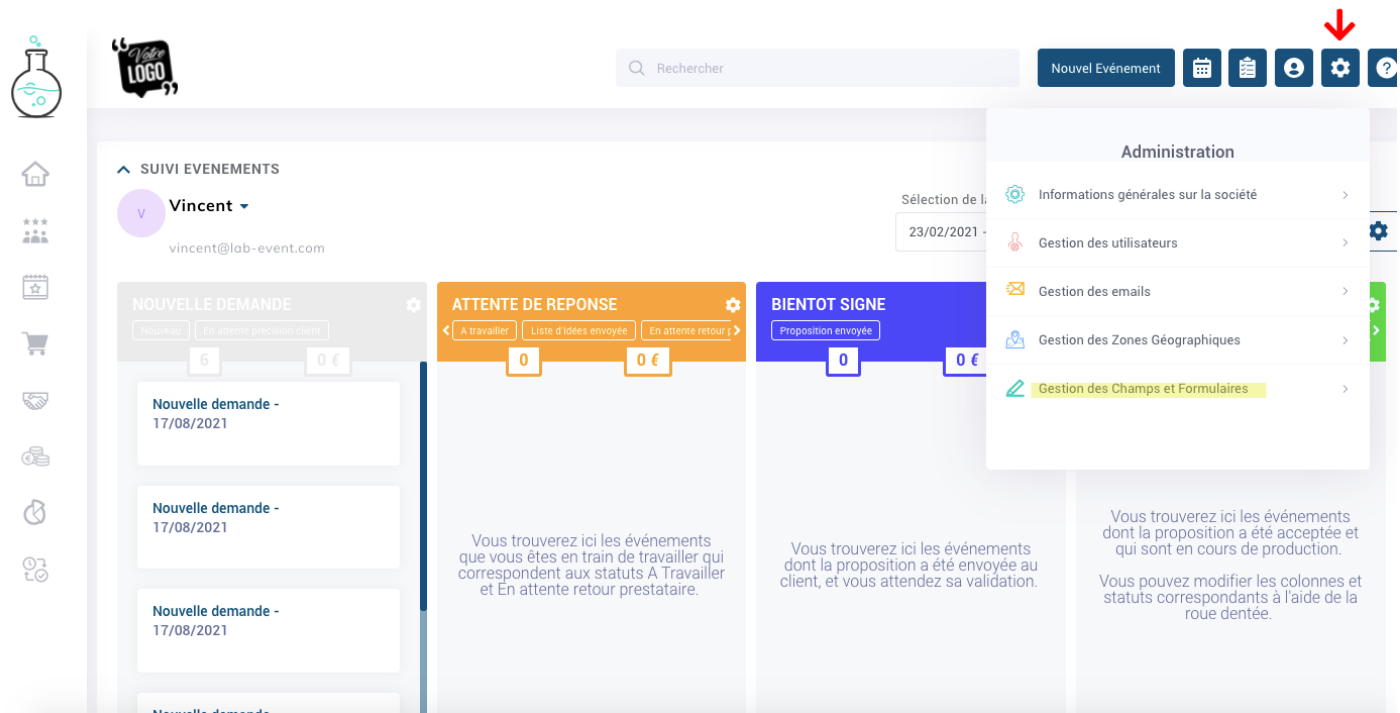 Votre
LOGO
Rechercher
Nouvel Evénement
?
Administration
Informations générales sur la société
Gestion des utilisateurs
Gestion des emails
Gestion des Zones Géographiques
Gestion des Champs et Formulaires
SUIVI EVENEMENTS
V
Vincent
vincent@lab-event.com
Sélection de
23/02/2021 -
NOUVELLE DEMANDE
Nouveau
En attente précision client
6
0 €
Nouvelle demande -
17/08/2021
Nouvelle demande -
17/08/2021
Nouvelle demande -
17/08/2021
ATTENTE DE REPONSE
A travailler
Liste d'idées envoyée
En attente retour
0
0 €
Vous trouverez ici les événements
que vous êtes en train de travailler qui
correspondent aux statuts A Travailler
et En attente retour prestataire.
BIENTOT SIGNE
Proposition envoyée
0
0 €
Vous trouverez ici les événements
dont la proposition a été envoyée au
client, et vous attendez sa validation.
Vous trouverez ici les événements
dont la proposition a été acceptée et
qui sont en cours de production.
Vous pouvez modifier les colonnes et
statuts correspondants à l'aide de la
roue dentée.